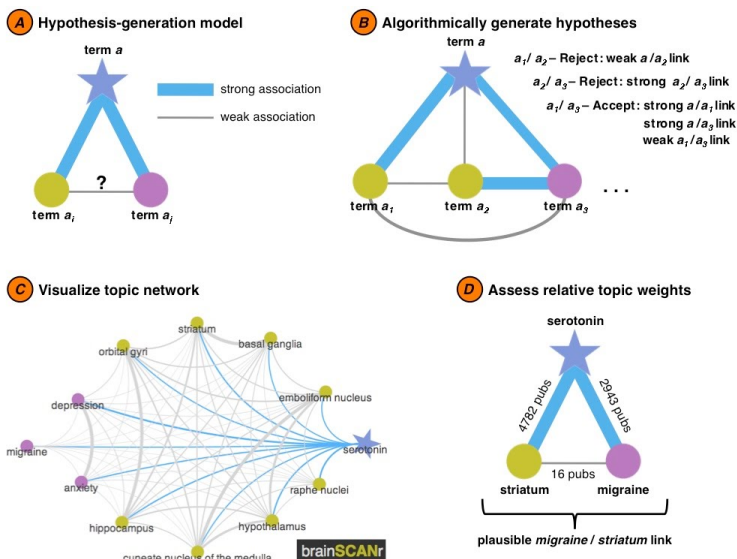 A Hypothesis-generation model
term a
strong association
weak association
?
term ai
term aj
B Algorithmically generate hypotheses
term a
a1/ a2 – Reject: weak a /a2 link
a2/ a3 – Reject: strong a2/ a3 link
a1/ a3 – Accept: strong a/a1 link
strong a /a3 link
weak a1 /a3 link
term a1
term a2
term a3
...
C Visualize topic network
striatum
orbital gyri
basal ganglia
emboliform nucleus
depression
migraine
serotonin
anxiety
raphe nuclei
hippocampus
hypothalamus
cuneate nucleus of the medulla
brainSCANr
D Assess relative topic weights
serotonin
4782 pubs
2943 pubs
16 pubs
striatum
migraine
plausible migraine / striatum link